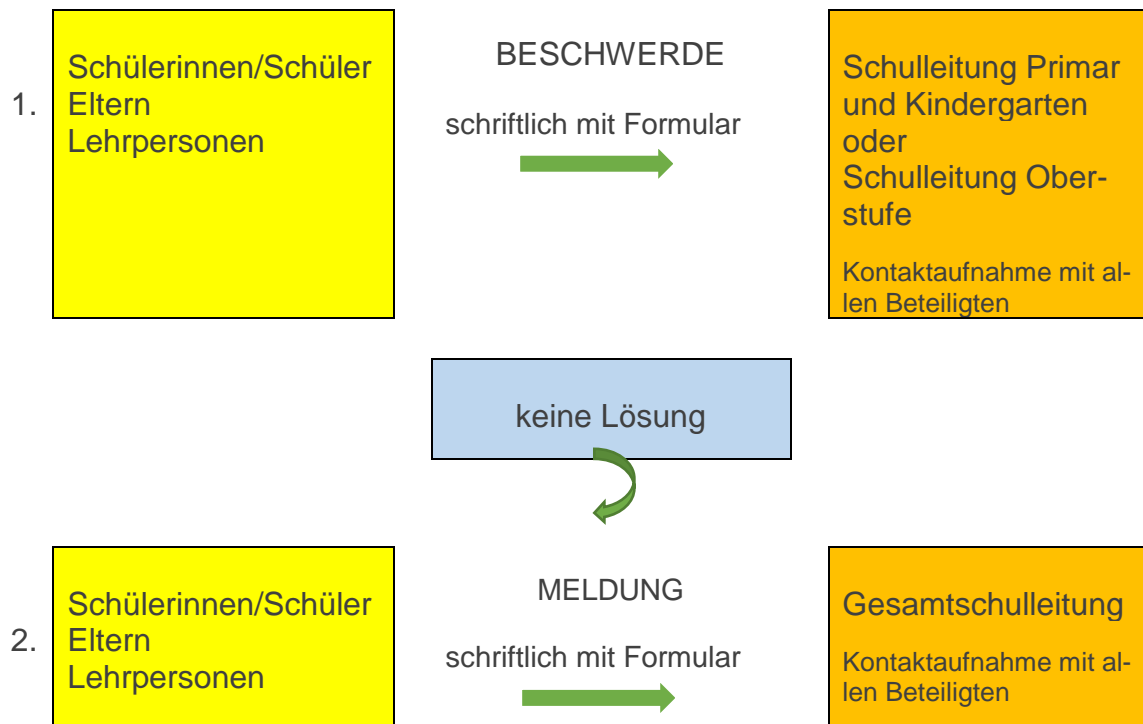 1.
Schülerinnen/Schüler
Eltern
Lehrpersonen
BESCHWERDE
schriftlich mit Formular
Schulleitung Primar
und Kindergarten
oder
Schulleitung Ober-
stufe
Kontaktaufnahme mit al-
len Beteiligten
keine Lösung
2.
Schülerinnen/Schüler
Eltern
Lehrpersonen
MELDUNG
schriftlich mit Formular
Gesamtschulleitung
Kontaktaufnahme mit al-
len Beteiligten